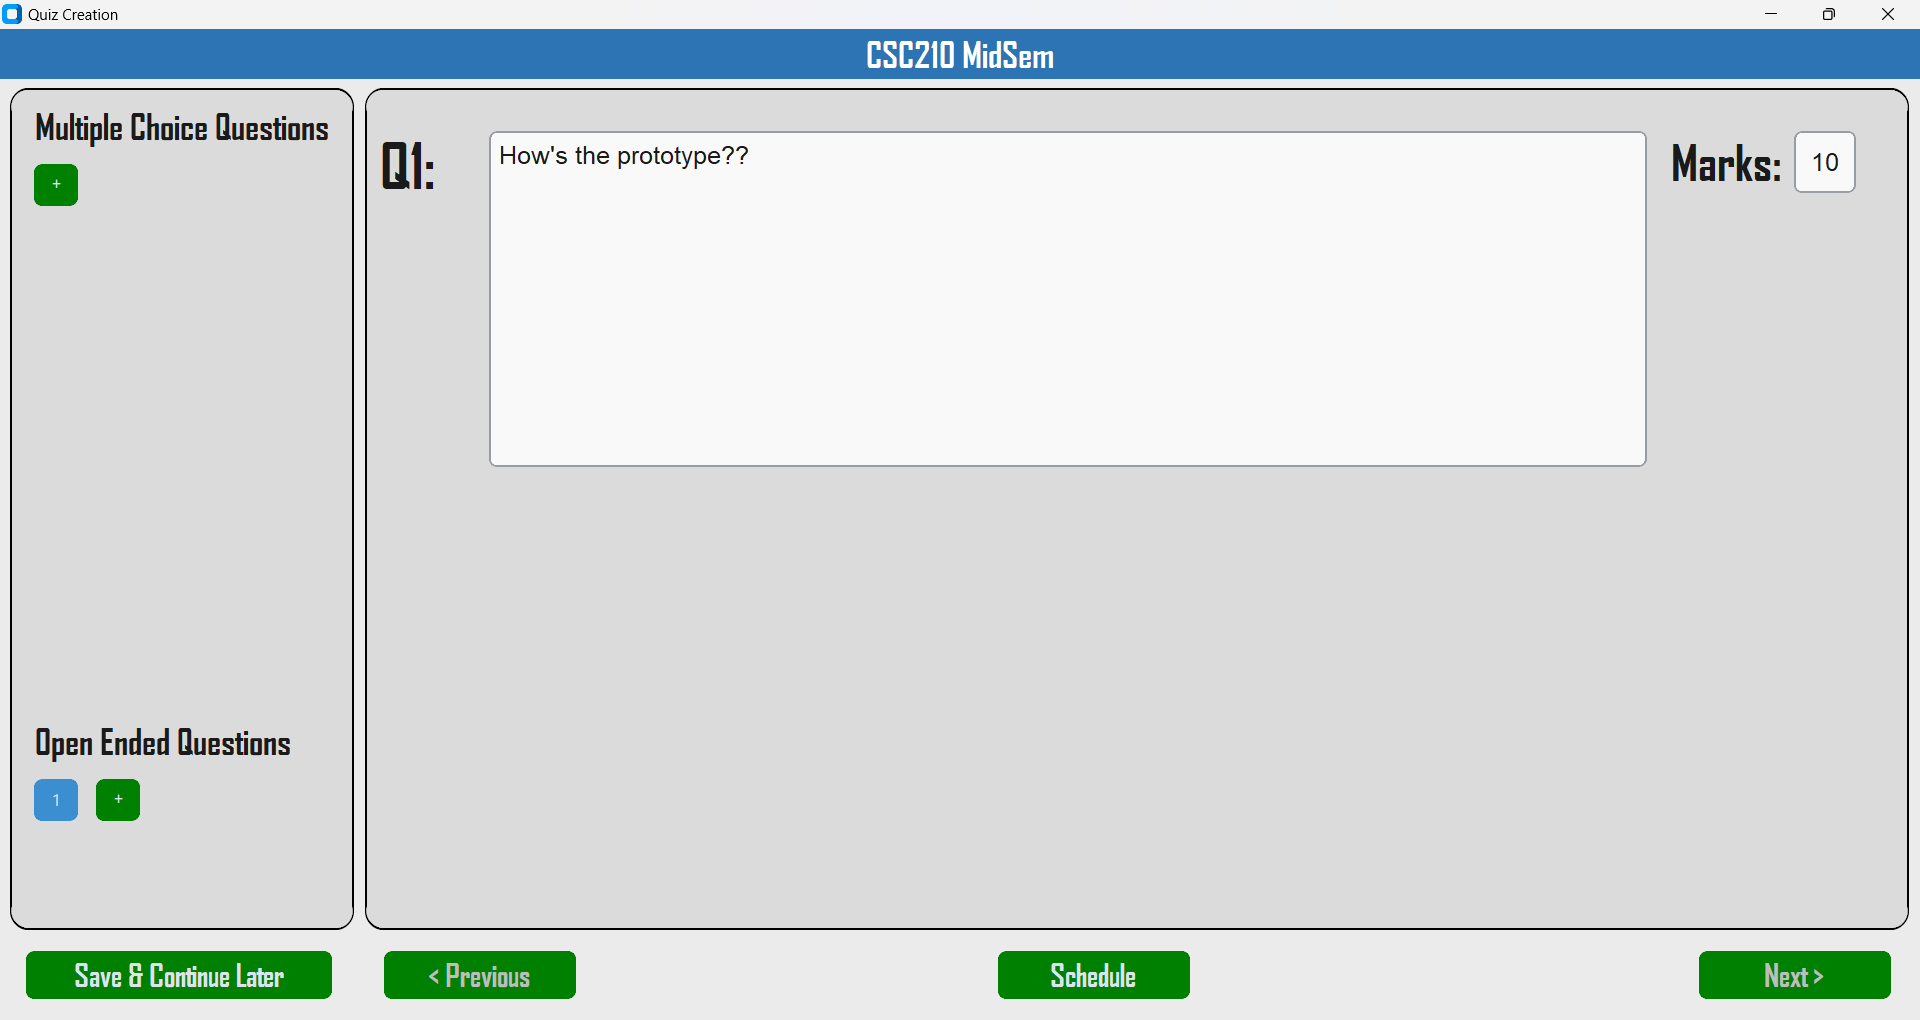 Quiz Creation
CSC210 MidSem
Multiple Choice Questions
+
Q1:
How's the prototype??
Marks:
10
Open Ended Questions
1
+
Save & Continue Later
< Previous
Schedule
Next >